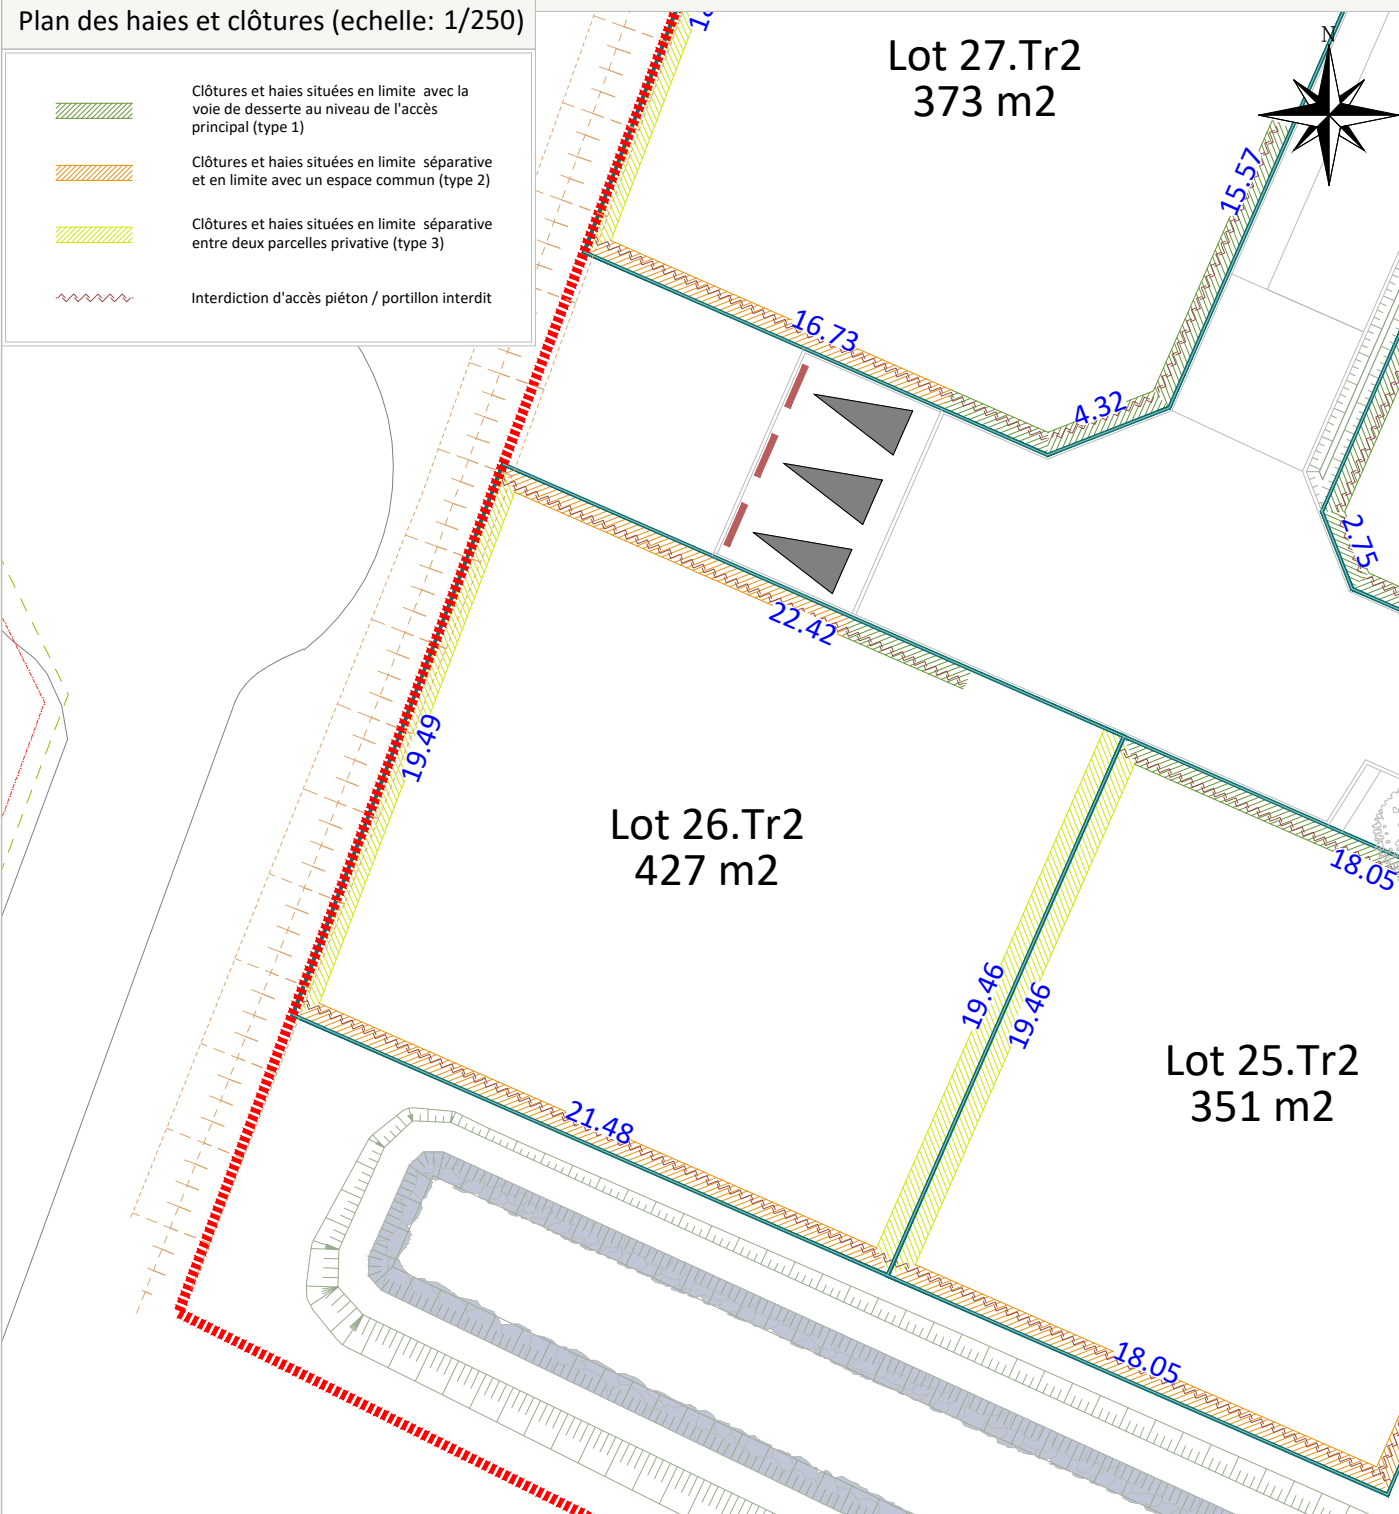 Plan des haies et clôtures (echelle: 1/250)
Clôtures et haies situées en limite avec la
voie de desserte au niveau de l'accès
principal (type 1)
Clôtures et haies situées en limite séparative
et en limite avec un espace commun (type 2)
Clôtures et haies situées en limite séparative
entre deux parcelles privative (type 3)
Interdiction d'accès piéton / portillon interdit
Lot 27.Tr2
373 m2
N
15.57
16.73
4.32
2.75
22.42
19.49
Lot 26.Tr2
427 m2
18.05
19.46
19.46
Lot 25.Tr2
351 m2
21.48
18.05